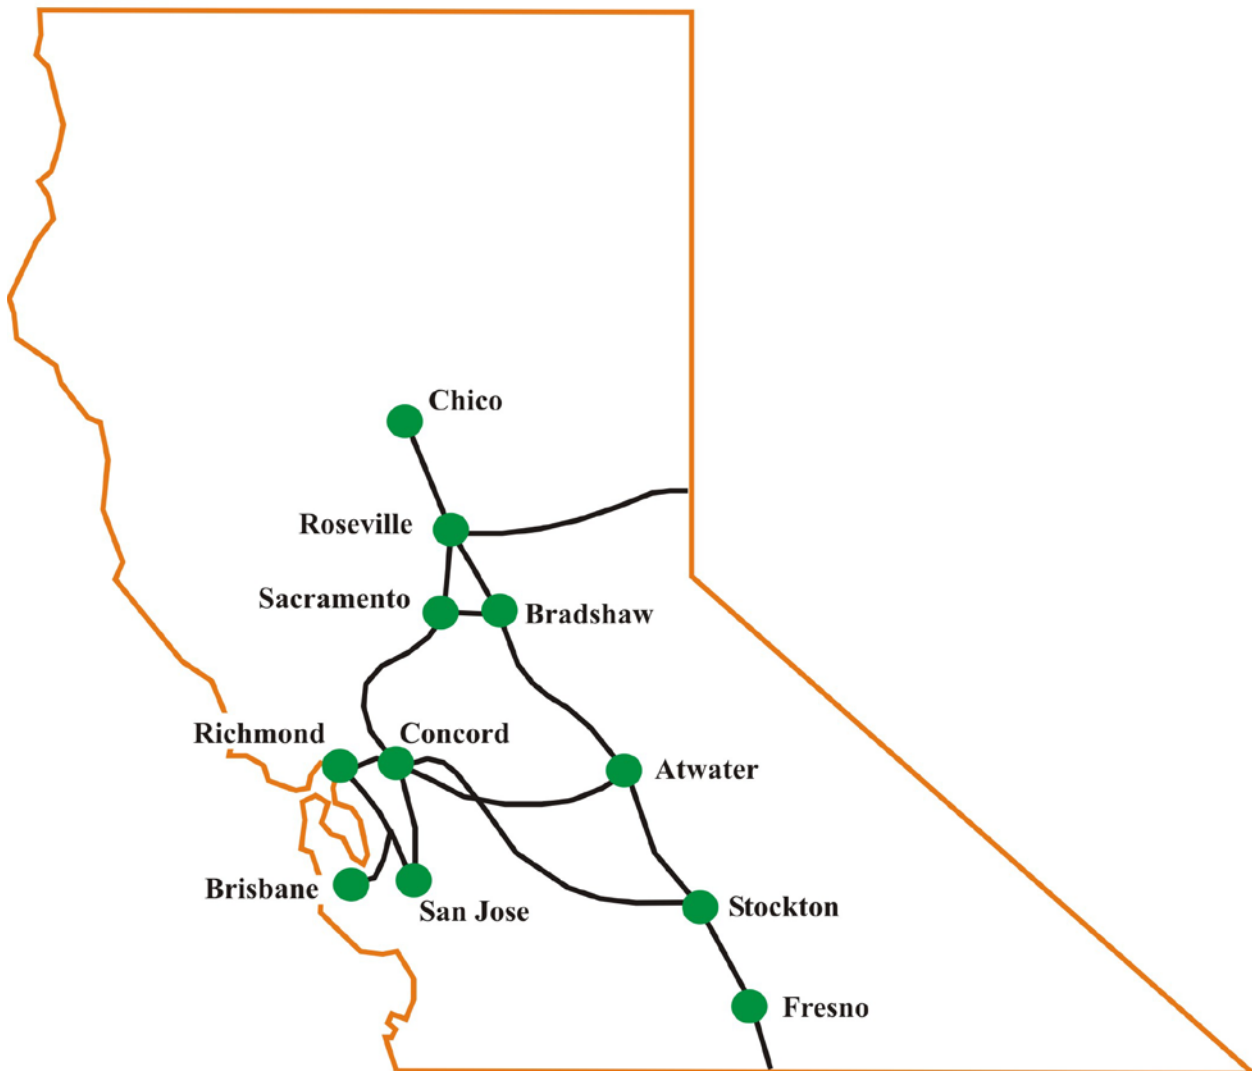 Chico
Roseville
Sacramento
Bradshaw
Richmond
Concord
Atwater
Brisbane
San Jose
Stockton
Fresno